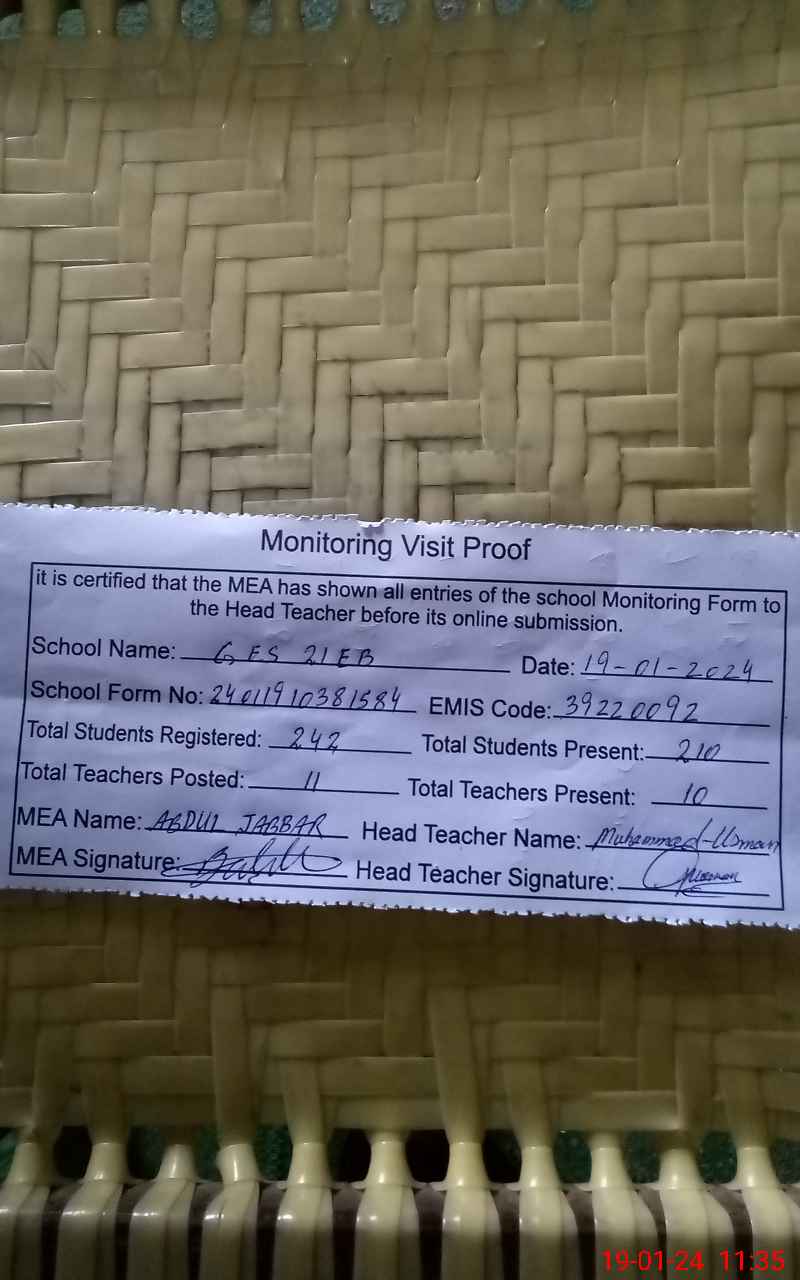 Monitoring Visit Proof
it is certified that the MEA has shown all entries of the school Monitoring Form to
the Head Teacher before its online submission.
School Name: GES 21EB Date: 19-01-2024
School Form No: 24011910381584 EMIS Code: 39220092
Total Students Registered: 242 Total Students Present: 210
Total Teachers Posted: 11 Total Teachers Present: 10
MEA Name: ABDUL JABBAR Head Teacher Name: Muhammad Usman
MEA Signature: Head Teacher Signature:
19-01-24 11:35